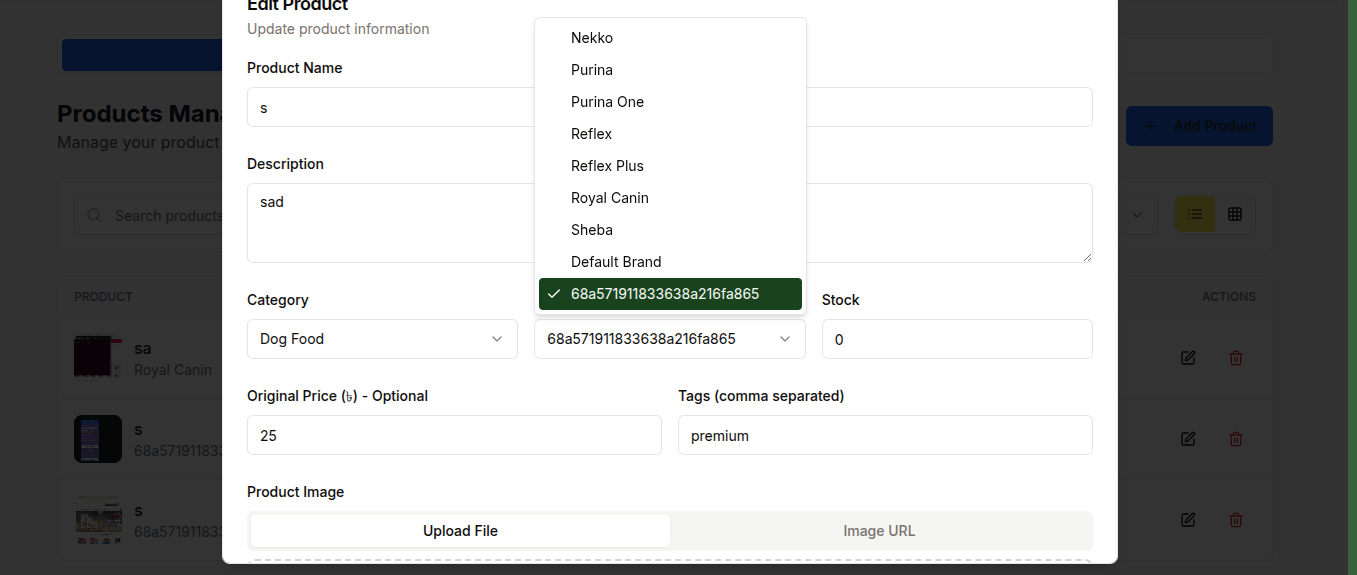 Edit Product
Update product information
Product Name
s
Description
sad
Nekko
Purina
Purina One
Reflex
Reflex Plus
Royal Canin
Sheba
Default Brand
68a571911833638a216fa865
Category
Stock
Dog Food
68a571911833638a216fa865
0
Original Price (৳) - Optional
Tags (comma separated)
25
premium
Product Image
Upload File
Image URL
Products Man
Manage your product
Add Product
Search products
PRODUCT
ACTIONS
sa
Royal Canin
s
68a571911833
s
68a571911833